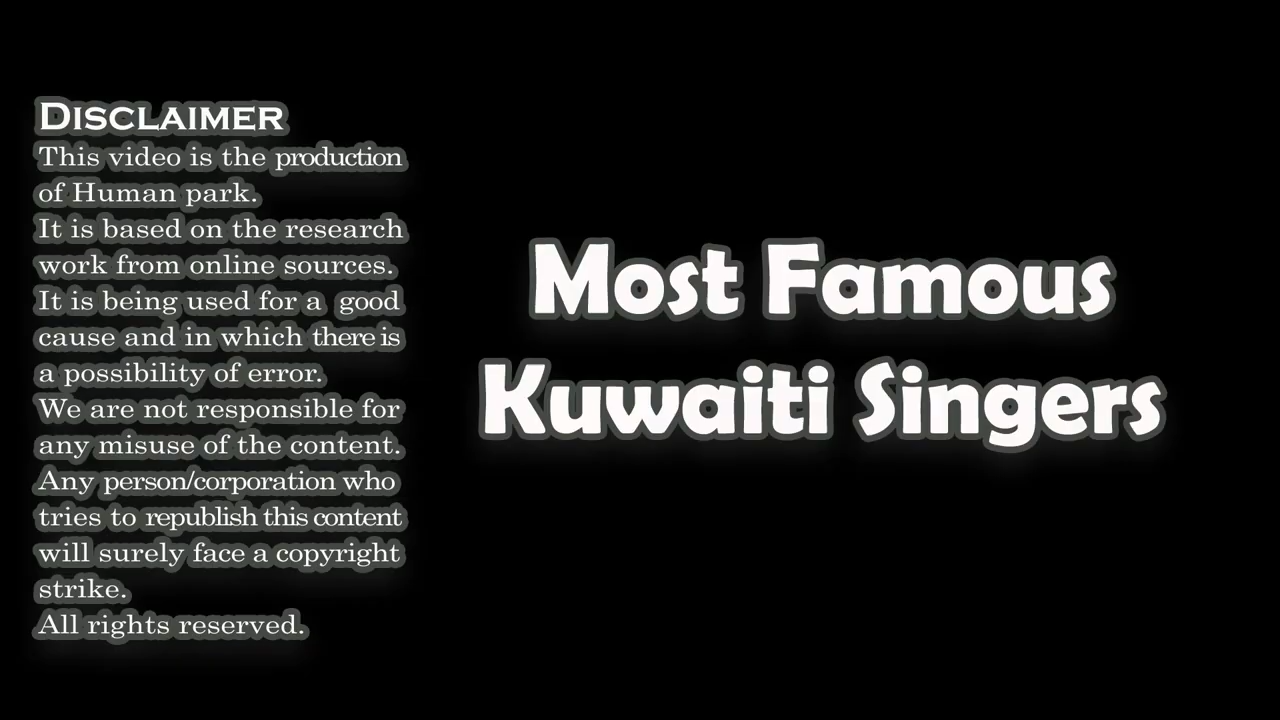 DISCLAIMER
This video is the production
of Human park.
It is based on the research
work from online sources.
It is being used for a good
cause and in which there is
a possibility of error.
We are not responsible for
any misuse of the content.
Any person/corporation who
tries to republish this content
will surely face a copyright
strike.
All rights reserved.
Most Famous
Kuwaiti Singers